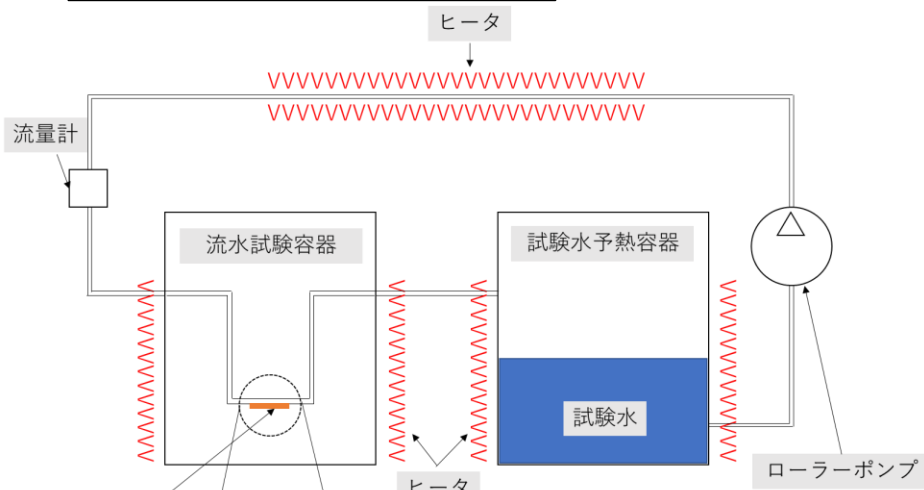 ヒータ
流量計
流水試験容器
試験水予熱容器
試験水
ローラーポンプ
ヒータ